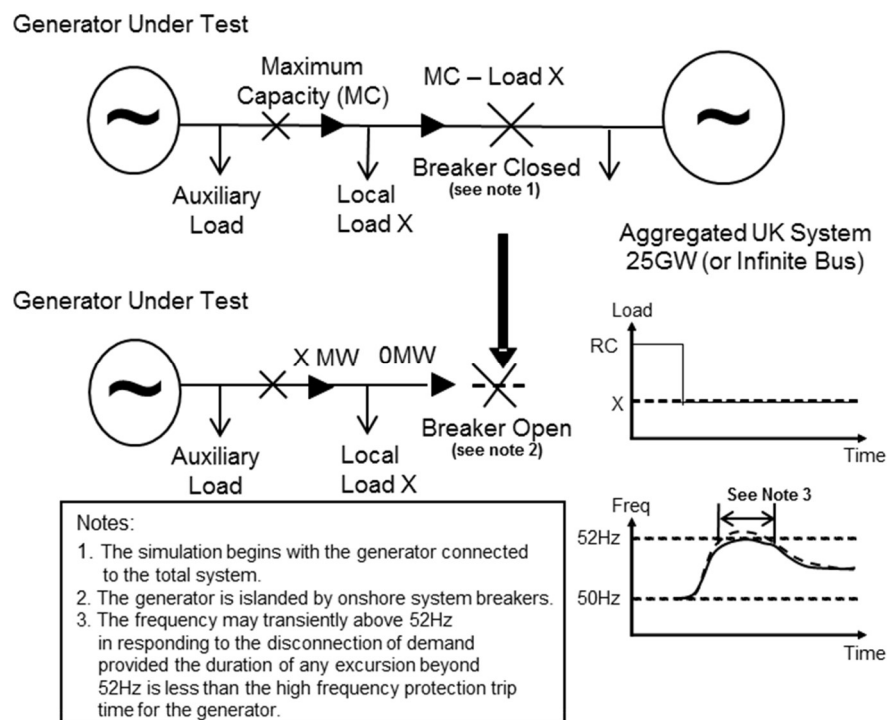 Generator Under Test
Maximum
Capacity (MC)
MC – Load X
~
~
Auxiliary
Load
Local
Load X
Breaker Closed
(see note 1)
Aggregated UK System
25GW (or Infinite Bus)
Generator Under Test
X MW
0MW
~
Auxiliary
Load
Local
Load X
Breaker Open
(see note 2)
Load
RC
X
Time
Freq
See Note 3
52Hz
50Hz
Time
Notes:
1. The simulation begins with the generator connected
to the total system.
2. The generator is islanded by onshore system breakers.
3. The frequency may transiently above 52Hz
in responding to the disconnection of demand
provided the duration of any excursion beyond
52Hz is less than the high frequency protection trip
time for the generator.